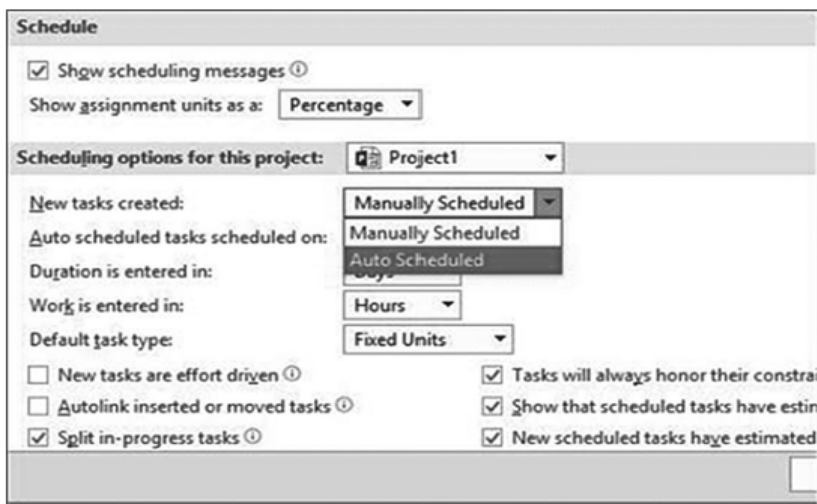 Schedule
Show scheduling messages
Show assignment units as a: Percentage
Scheduling options for this project: Project1
New tasks created: Manually Scheduled
Manually Scheduled
Auto scheduled tasks scheduled on:
Auto Scheduled
Duration is entered in: Days
Work is entered in: Hours
Default task type: Fixed Units
New tasks are effort driven Tasks will always honor their constrai
Autolink inserted or moved tasks Show that scheduled tasks have estin
Split in-progress tasks New scheduled tasks have estimated